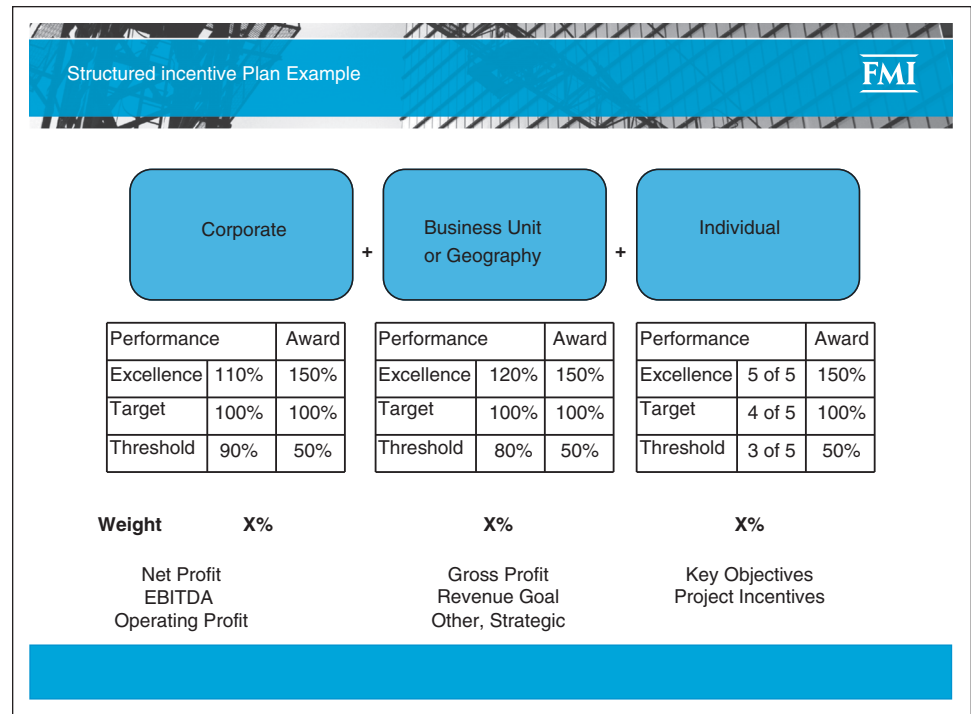 Structured incentive Plan Example
FMI
Corporate
+
Business Unit
or Geography
+
Individual
Performance Award
Excellence 110% 150%
Target 100% 100%
Threshold 90% 50%
Performance Award
Excellence 120% 150%
Target 100% 100%
Threshold 80% 50%
Performance Award
Excellence 5 of 5 150%
Target 4 of 5 100%
Threshold 3 of 5 50%
Weight X% X% X%
Net Profit
EBITDA
Operating Profit
Gross Profit
Revenue Goal
Other, Strategic
Key Objectives
Project Incentives